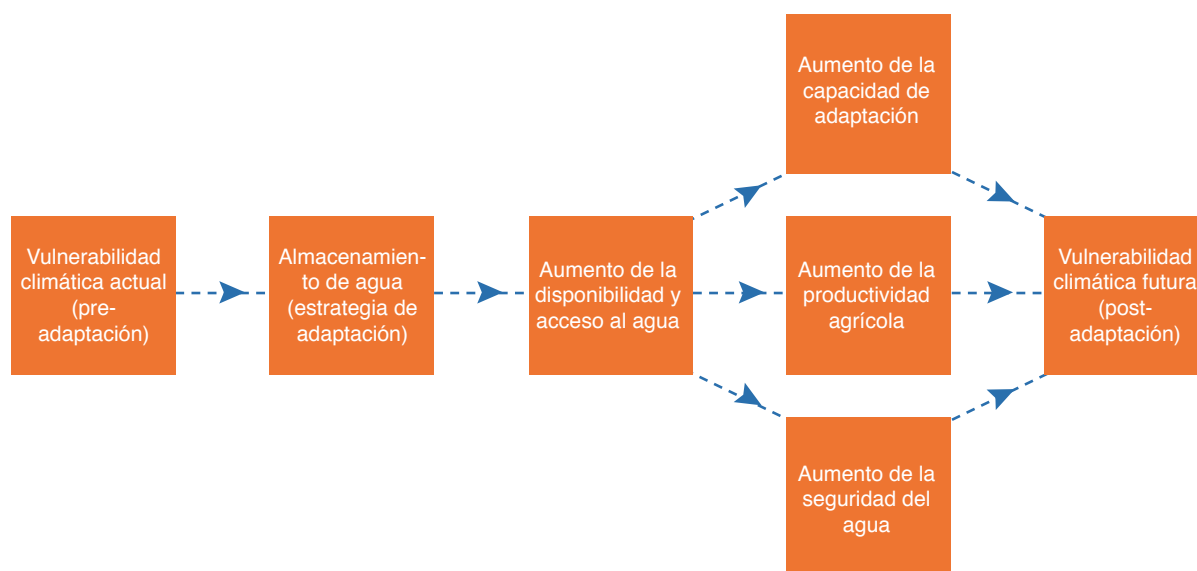 Vulnerabilidad
climática actual
(pre-
adaptación)
Almacenamien-
to de agua
(estrategia de
adaptación)
Aumento de la
disponibilidad y
acceso al agua
Aumento de la
capacidad de
adaptación
Aumento de la
productividad
agrícola
Aumento de la
seguridad del
agua
Vulnerabilidad
climática futura
(post-
adaptación)